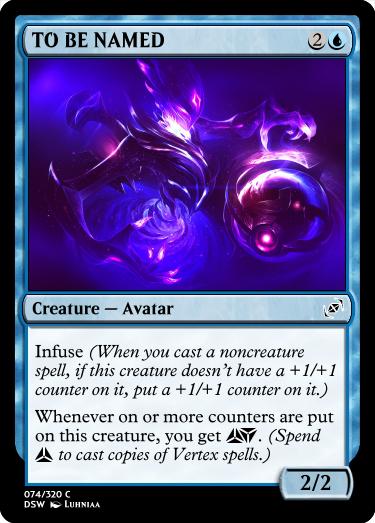 TO BE NAMED 2
Creature — Avatar
Infuse (When you cast a noncreature
spell, if this creature doesn't have a +1/+1
counter on it, put a +1/+1 counter on it.)
Whenever on or more counters are put
on this creature, you get . (Spend
to cast copies of Vertex spells.)
2/2
074/320 C
DSW Luhniaa